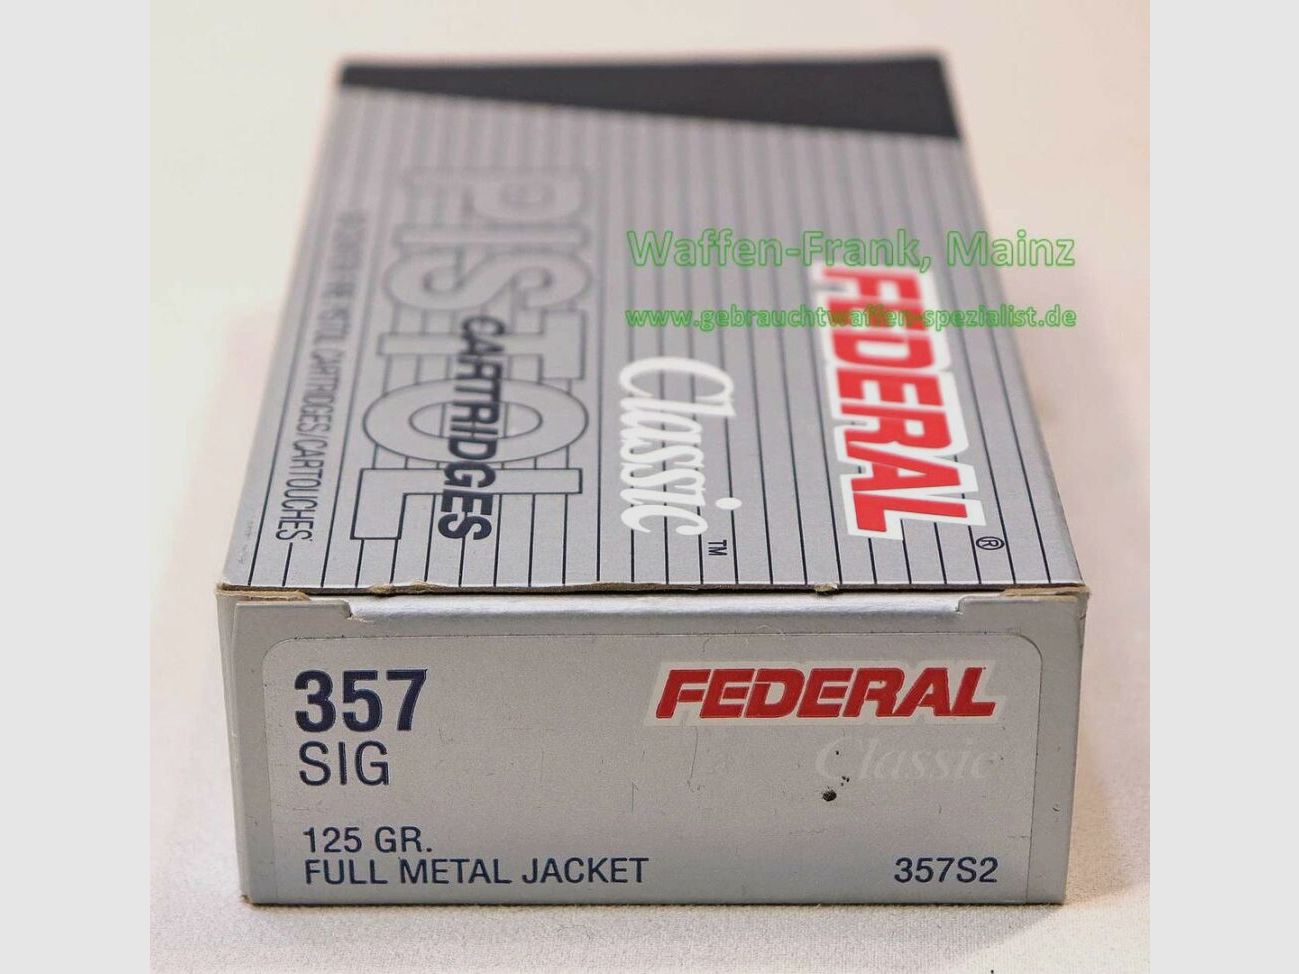 Waffen-Frank, Mainz
www.gebrauchtwaffen-spezialist.de
FEDERAL®
Classic™
PISTOL
CARTRIDGES
PISTOL CARTRIDGES/CARTOUCHES
357
SIG
FEDERAL
Classic
125 GR.
FULL METAL JACKET
357S2